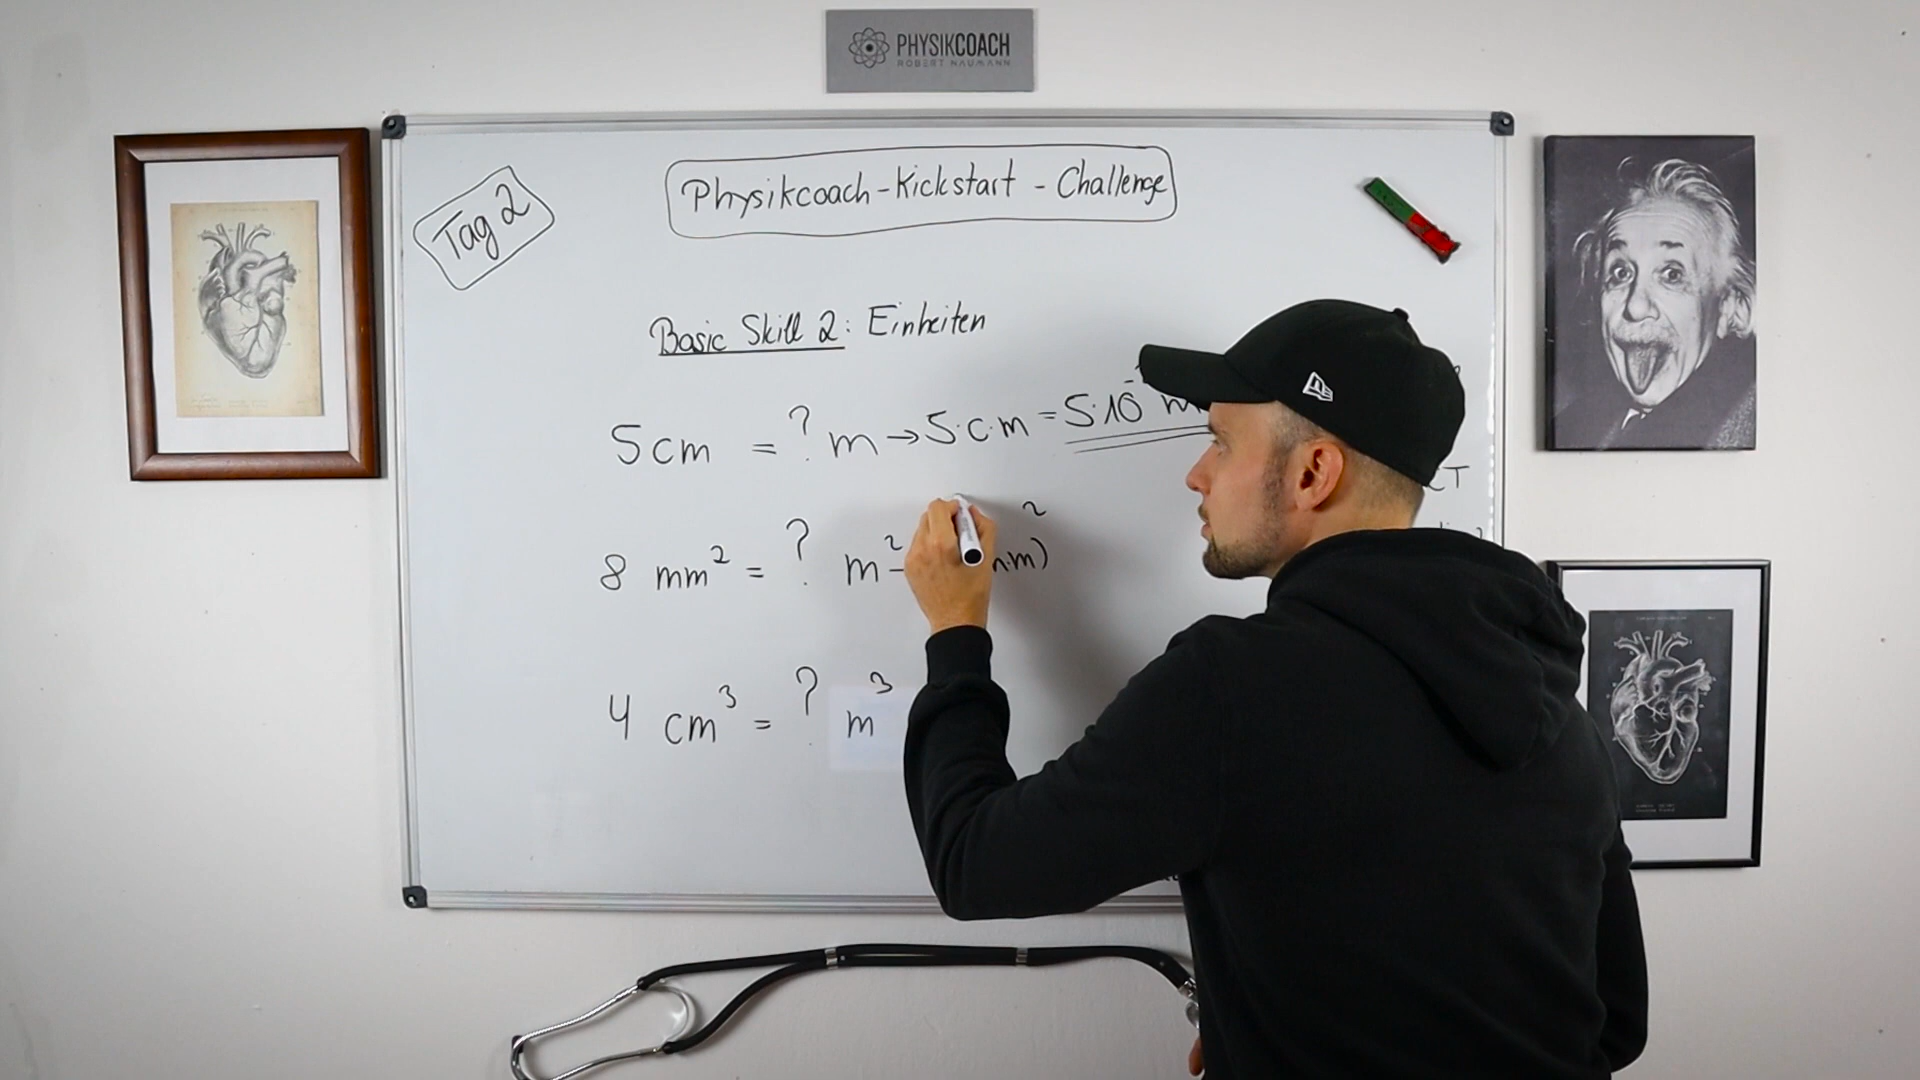 PHYSIKCOACH
ROBERT NAUMANN
Tag 2
Physikcoach-Kickstart-Challenge
Basic Skill 2: Einheiten
5cm = ? m → 5·c·m = 5·10⁻ m
8 mm² = ? m² m)²
4 cm³ = ? m³